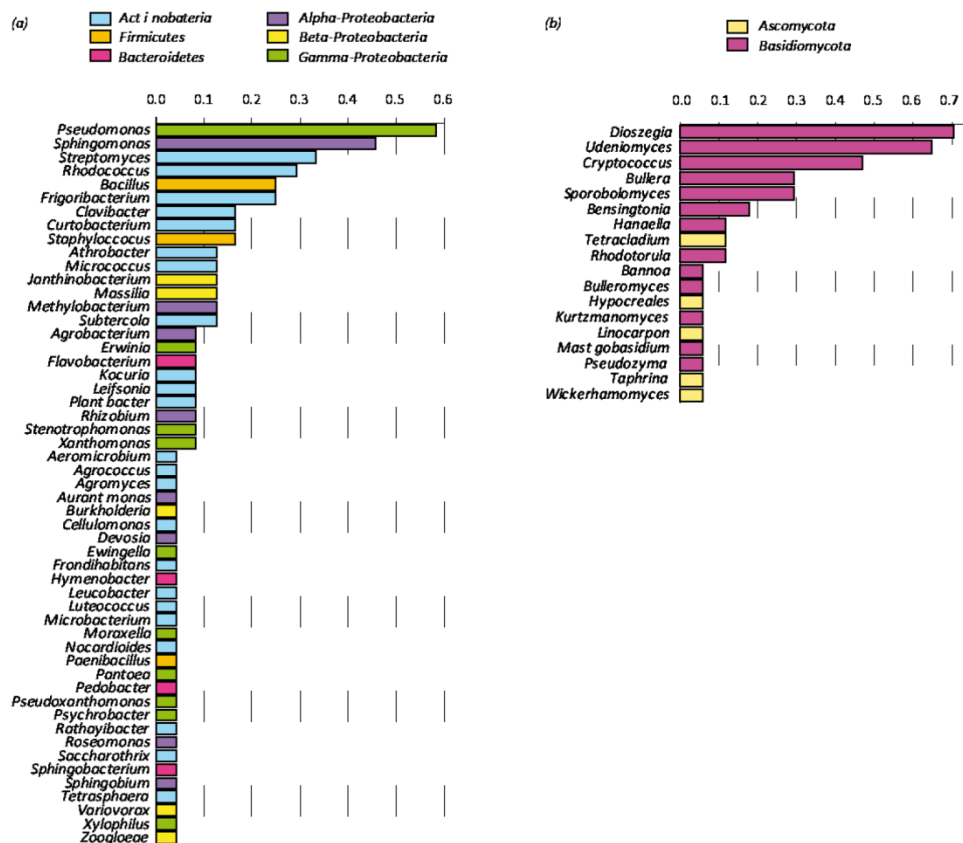 (a)
Act i nobateria
Firmicutes
Bacteroidetes
Alpha-Proteobacteria
Beta-Proteobacteria
Gamma-Proteobacteria
0.0 0.1 0.2 0.3 0.4 0.5 0.6
Pseudomonas
Sphingomonas
Streptomyces
Rhodococcus
Bacillus
Frigoribacterium
Clavibacter
Curtobacterium
Staphyloccocus
Athrobacter
Micrococcus
Janthinobacterium
Massilia
Methylobacterium
Subtercola
Agrobacterium
Erwinia
Flavobacterium
Kocuria
Leifsonia
Plant bacter
Rhizobium
Stenotrophomonas
Xanthomonas
Aeromicrobium
Agrococcus
Agromyces
Aurant monas
Burkholderia
Cellulomonas
Devosia
Ewingella
Frondihabitans
Hymenobacter
Leucobacter
Luteococcus
Microbacterium
Moraxella
Nocardioides
Paenibacillus
Pantoea
Pedobacter
Pseudoxanthomonas
Psychrobacter
Rathayibacter
Roseomonas
Saccharothrix
Sphingobacterium
Sphingobium
Tetrasphaera
Variovorax
Xylophilus
Zoogloeae
(b)
Ascomycota
Basidiomycota
0.0 0.1 0.2 0.3 0.4 0.5 0.6 0.7
Dioszegia
Udeniomyces
Cryptococcus
Bullera
Sporobolomyces
Bensingtonia
Hanaella
Tetracladium
Rhodotorula
Bannoa
Bulleromyces
Hypocreales
Kurtzmanomyces
Linocarpon
Mast gobasidium
Pseudozyma
Taphrina
Wickerhamomyces